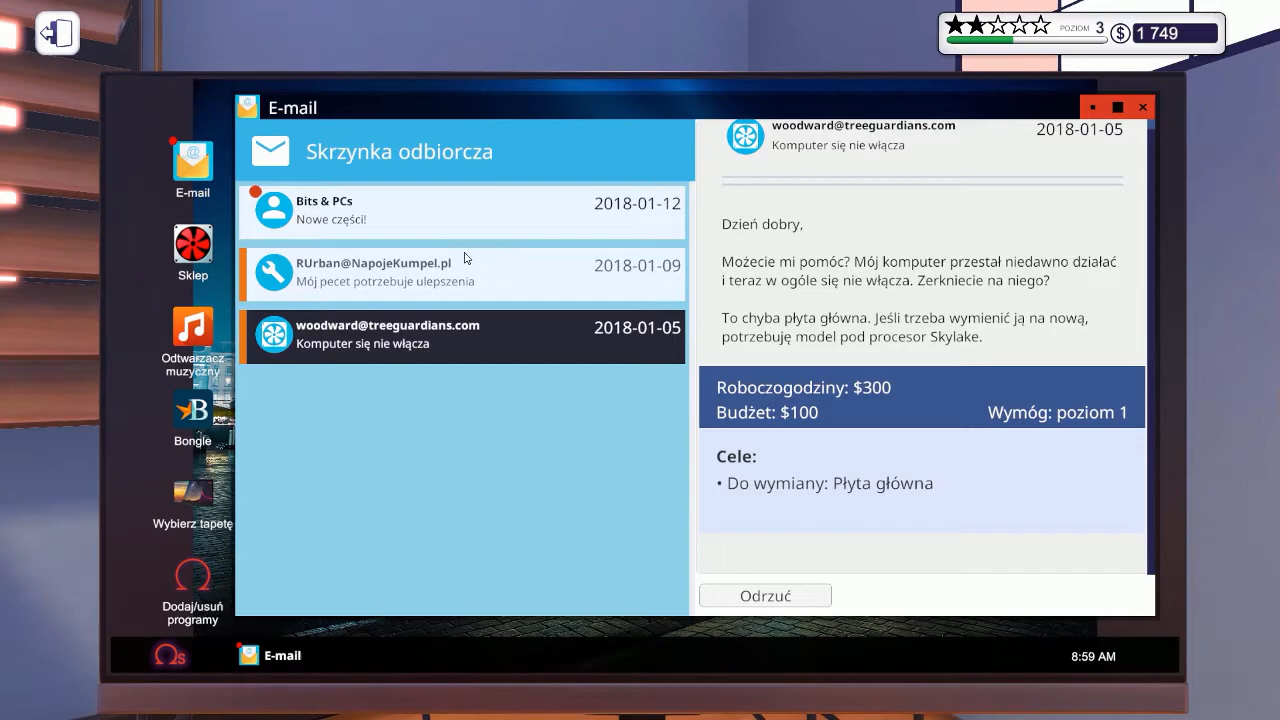 POZIOM 3
$ 1 749
E-mail
E-mail
Sklep
Odtwarzacz
muzyczny
B
Bongle
Wybierz tapetę
Dodaj/usuń
programy
Skrzynka odbiorcza
Bits & PCs
2018-01-12
Nowe części!
RUrban@NapojeKumpel.pl
2018-01-09
Mój pecet potrzebuje ulepszenia
woodward@treeguardians.com
2018-01-05
Komputer się nie włącza
woodward@treeguardians.com
2018-01-05
Komputer się nie włącza
Dzień dobry,
Możecie mi pomóc? Mój komputer przestał niedawno działać
i teraz w ogóle się nie włącza. Zerkniecie na niego?
To chyba płyta główna. Jeśli trzeba wymienić ją na nową,
potrzebuję model pod procesor Skylake.
Roboczogodziny: $300
Budżet: $100
Wymóg: poziom 1
Cele:
• Do wymiany: Płyta główna
Odrzuć
Ωs
E-mail
8:59 AM